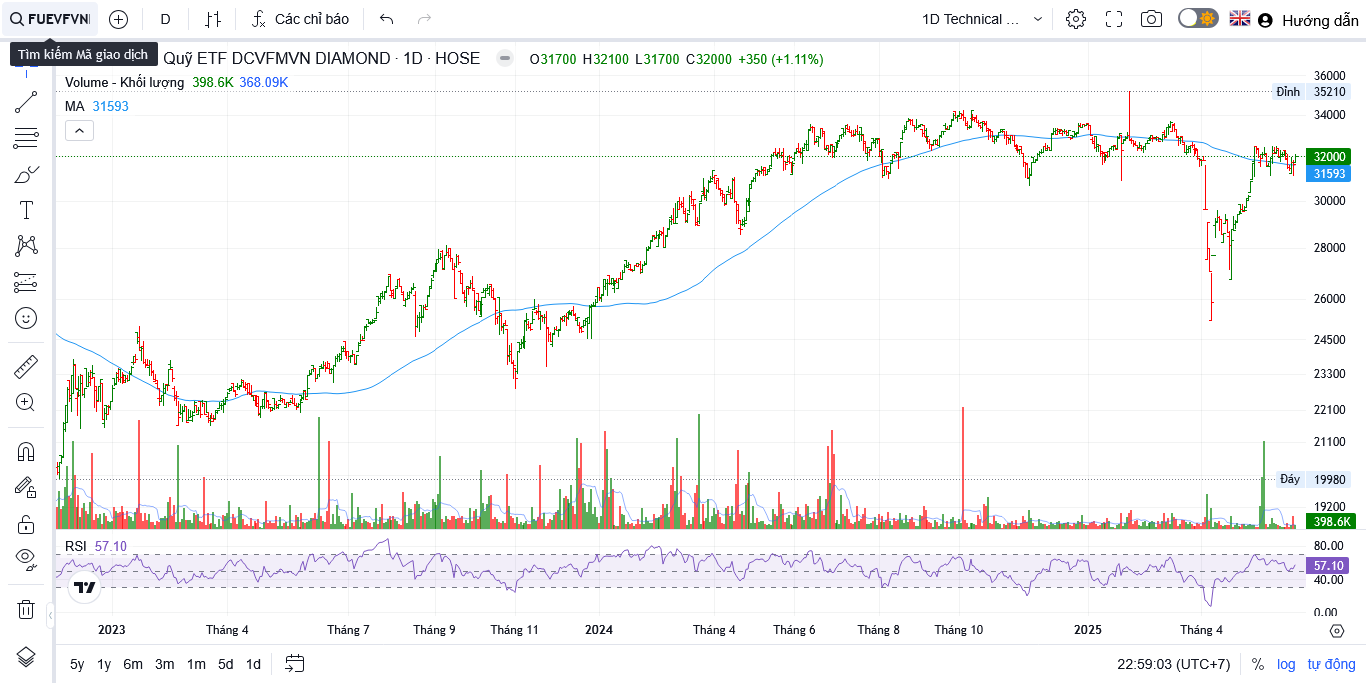 FUEVFVN
D
Các chỉ báo
1D Technical ...
Hướng dẫn
Tìm kiếm Mã giao dịch
Quỹ ETF DCVFMVN DIAMOND · 1D · HOSE
O31700 H32100 L31700 C32000 +350 (+1.11%)
Volume - Khối lượng 398.6K 368.09K
MA 31593
36000
Đỉnh 35210
34000
32000
31593
30000
28000
26000
24500
23300
22100
21100
Đáy 19980
19200
398.6K
RSI 57.10
80.00
57.10
40.00
0.00
2023 Tháng 4 Tháng 7 Tháng 9 Tháng 11 2024 Tháng 4 Tháng 6 Tháng 8 Tháng 10 2025 Tháng 4
5y 1y 6m 3m 1m 5d 1d
22:59:03 (UTC+7) % log tự động